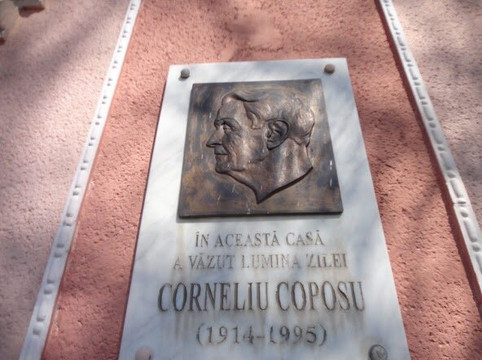 ÎN ACEASTĂ CASĂ
A VĂZUT LUMINA ZILEI
CORNELIU COPOSU
(1914-1995)